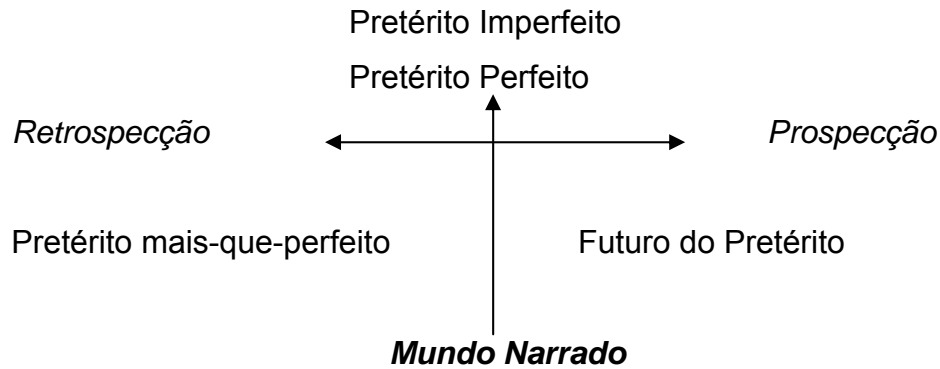 Pretérito Imperfeito
Pretérito Perfeito
Retrospecção Prospecção
Pretérito mais-que-perfeito Futuro do Pretérito
Mundo Narrado